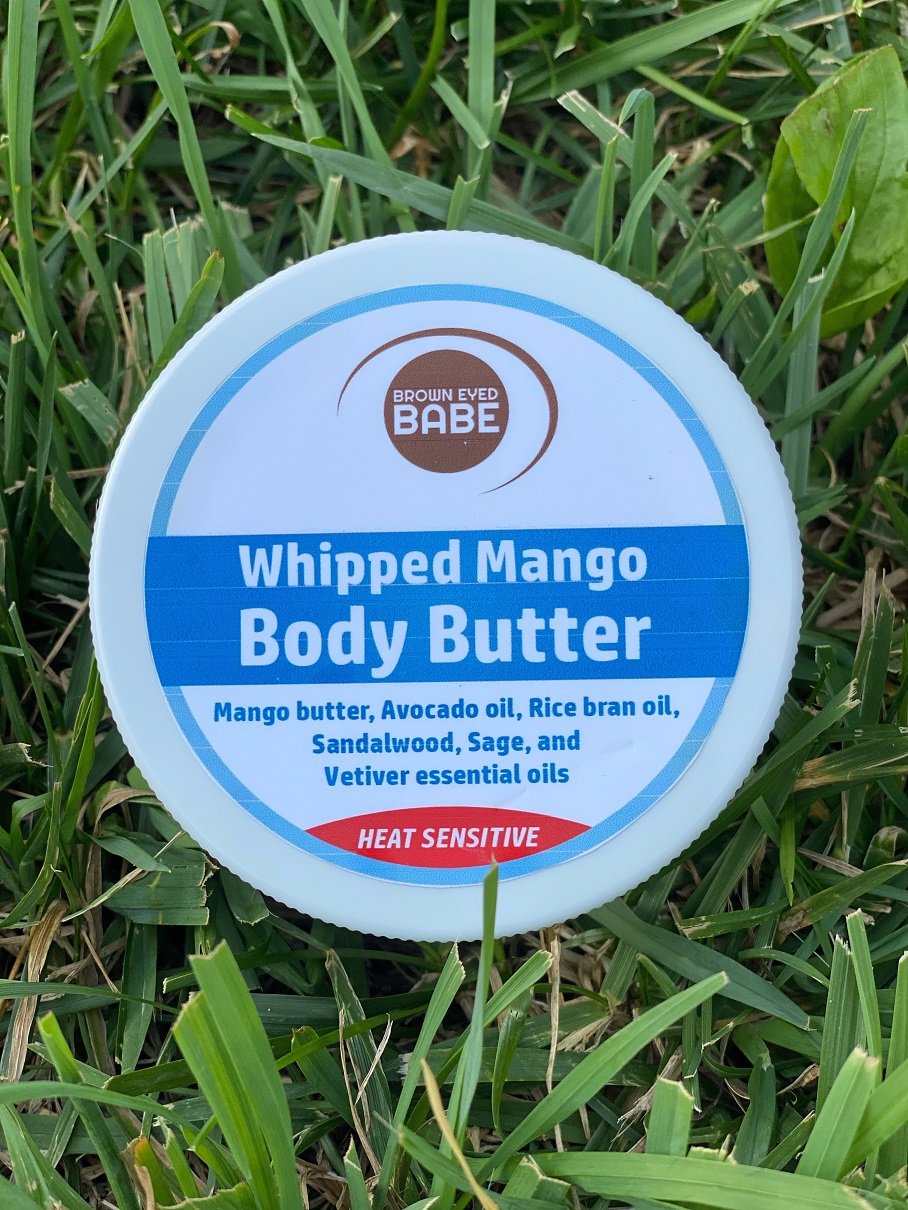 BROWN EYED
BABE
Whipped Mango
Body Butter
Mango butter, Avocado oil, Rice bran oil,
Sandalwood, Sage, and
Vetiver essential oils
HEAT SENSITIVE